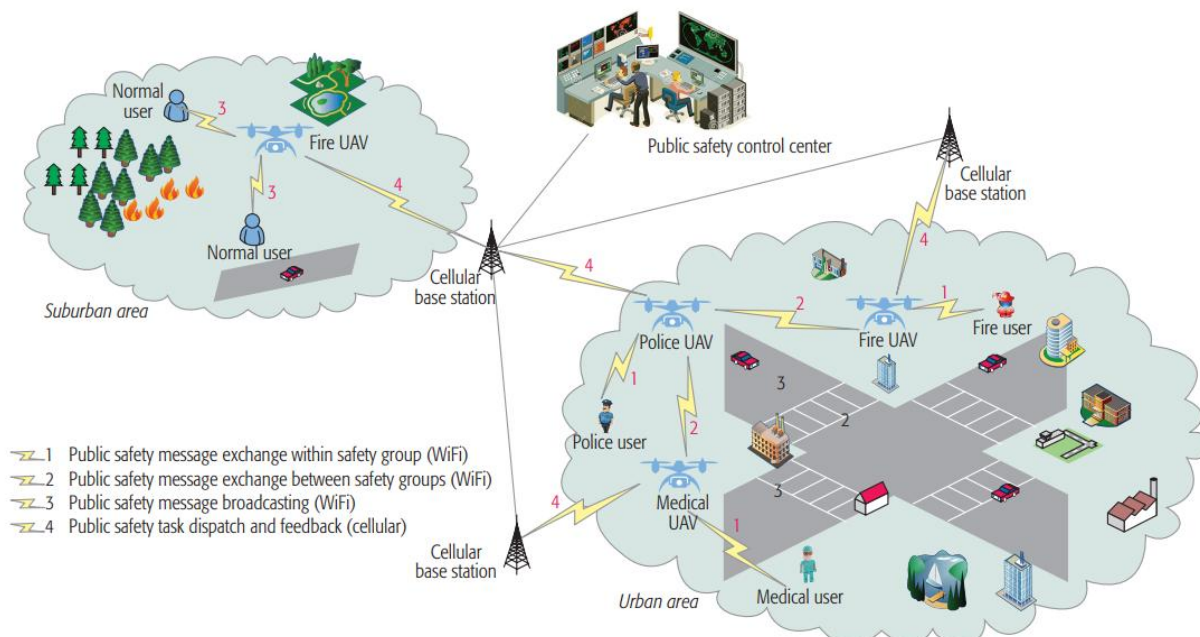 Normal
user
3
Fire UAV
3
Normal user
4
Suburban area
Public safety control center
Cellular
base station
4
Cellular
base station
4
Police UAV
2
Fire UAV
1
Fire user
1
Police user
2
3
2
3
Medical
UAV
4
1
Cellular
base station
Medical user
Urban area
1 Public safety message exchange within safety group (WiFi)
2 Public safety message exchange between safety groups (WiFi)
3 Public safety message broadcasting (WiFi)
4 Public safety task dispatch and feedback (cellular)